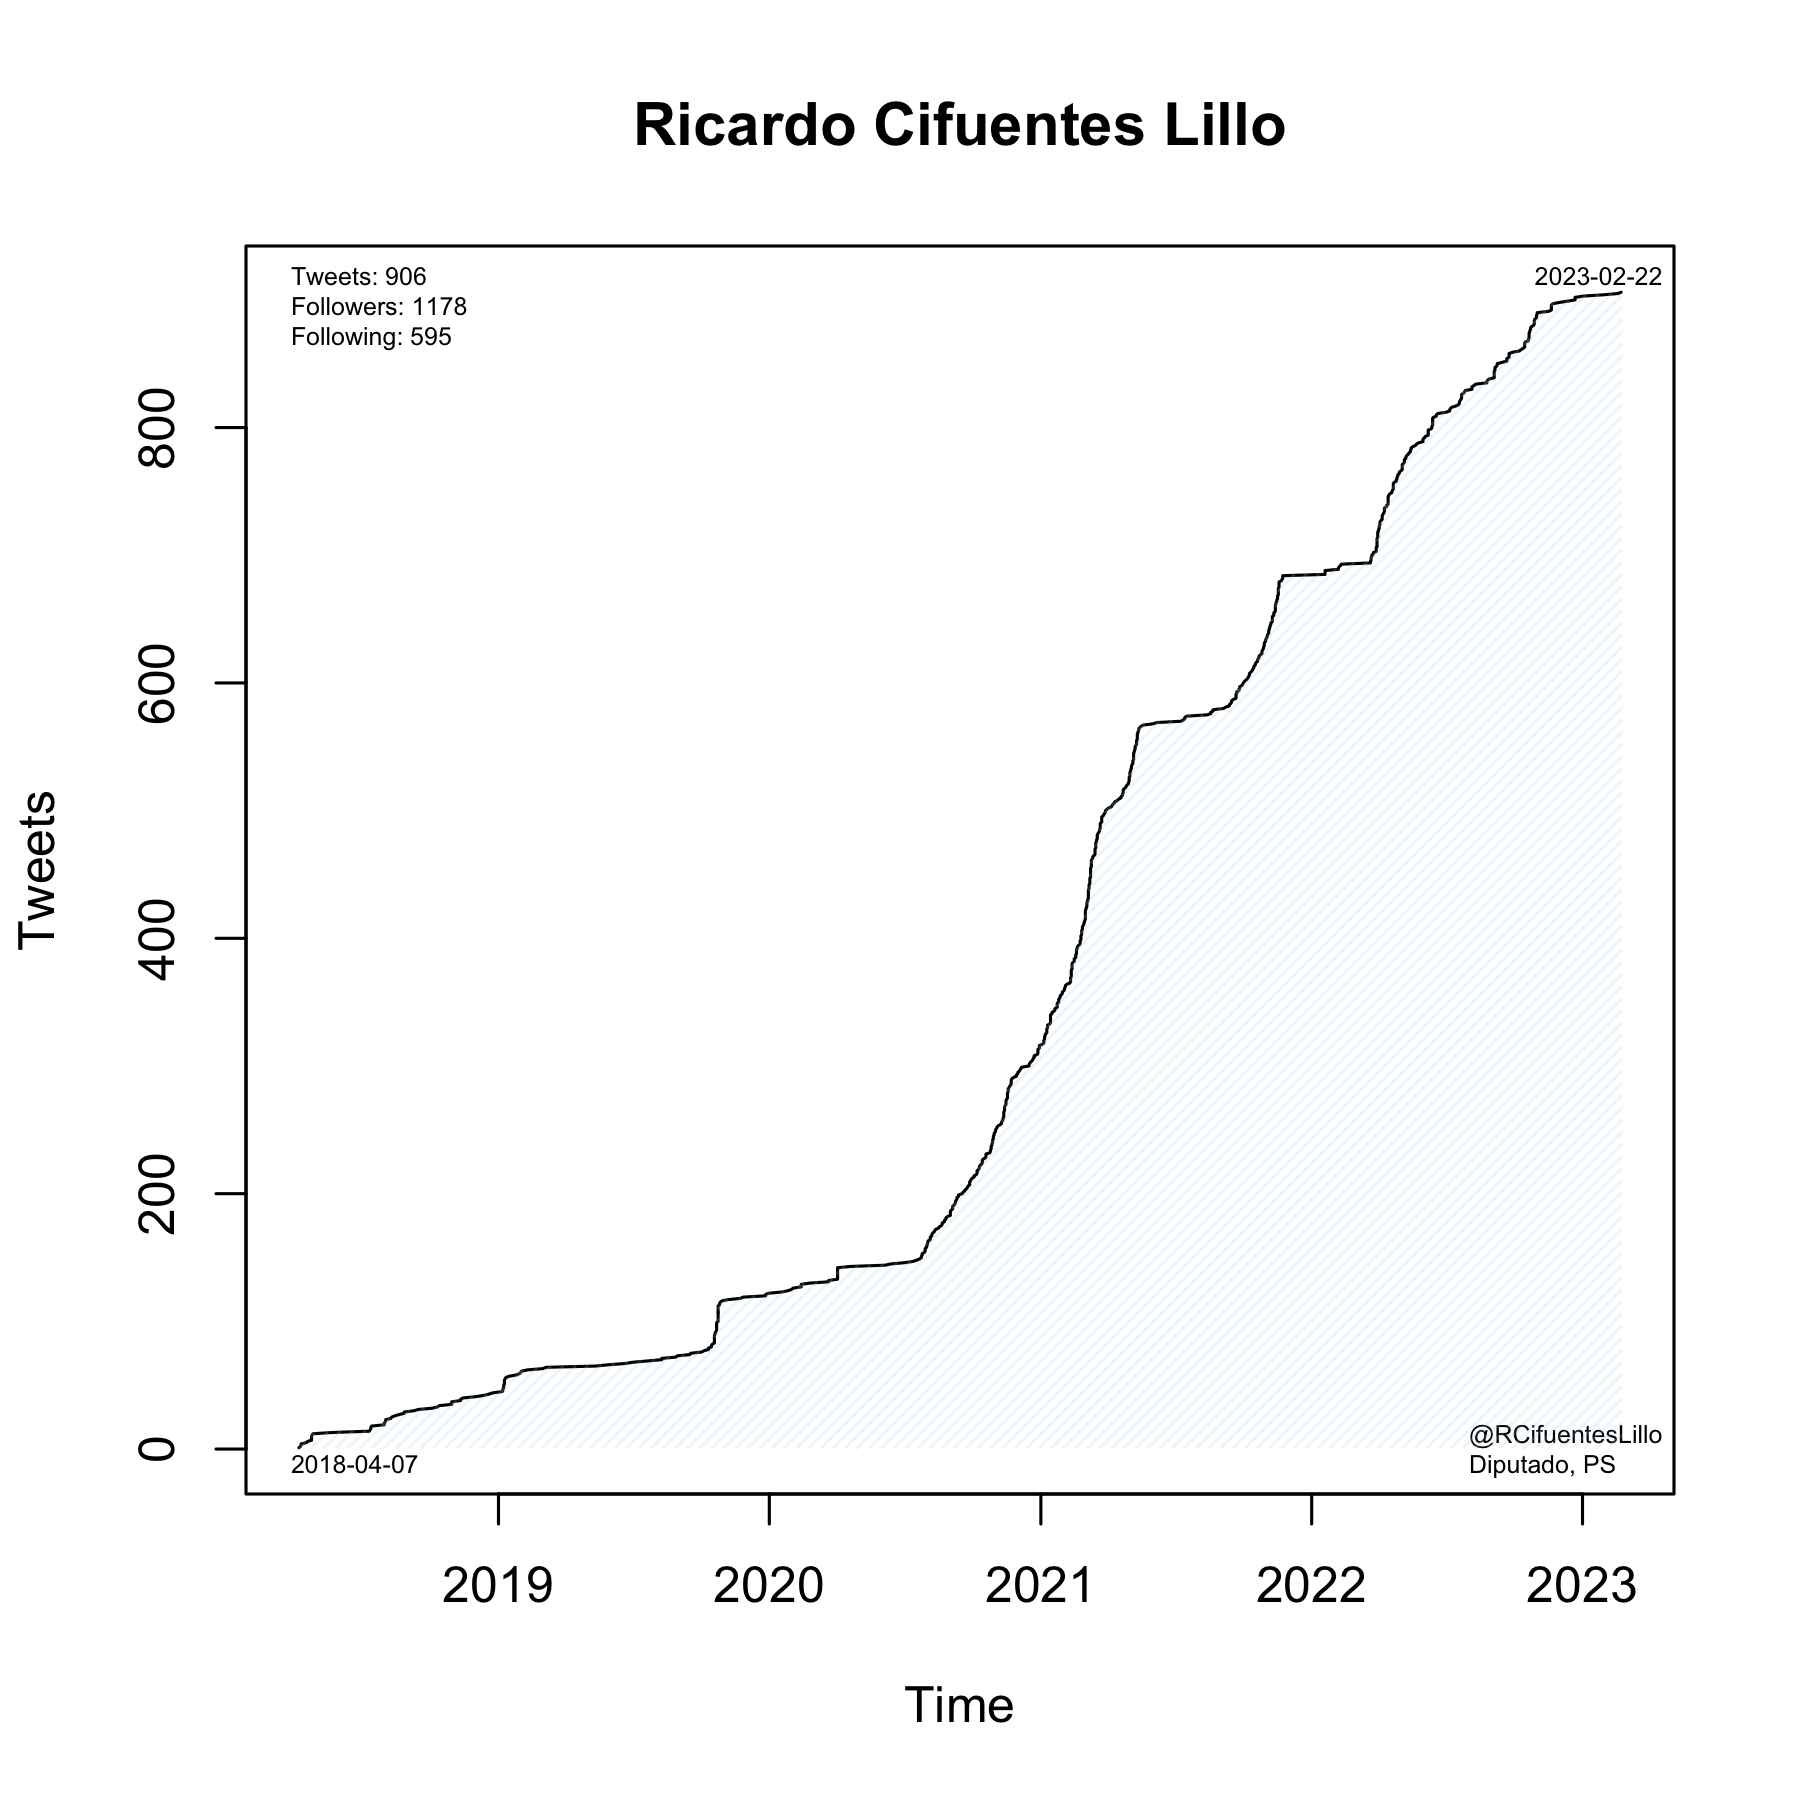 Ricardo Cifuentes Lillo
Tweets: 906
Followers: 1178
Following: 595
2023-02-22
800
600
400
200
0
Tweets
2018-04-07
@RCifuentesLillo
Diputado, PS
2019 2020 2021 2022 2023
Time